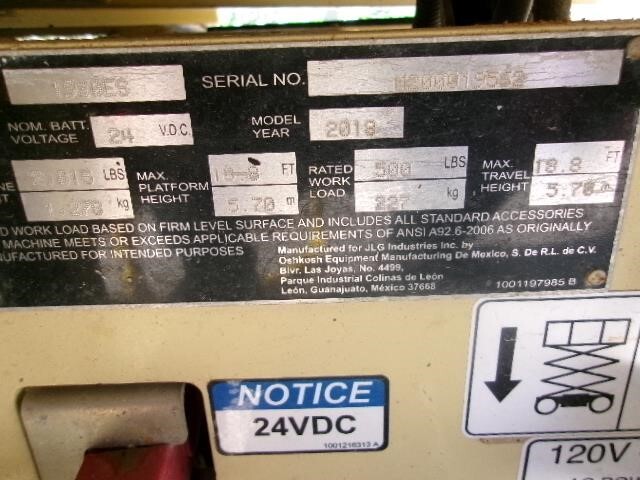 1930ES SERIAL NO. M200019552
NOM. BATT. VOLTAGE 24 V.D.C. MODEL YEAR 2018
LBS MAX. PLATFORM HEIGHT 18.8 FT RATED WORK LOAD 500 LBS MAX. TRAVEL HEIGHT 18.8 FT
kg 5.70 m 227 kg 5.70 m
WORK LOAD BASED ON FIRM LEVEL SURFACE AND INCLUDES ALL STANDARD ACCESSORIES
MACHINE MEETS OR EXCEEDS APPLICABLE REQUIREMENTS OF ANSI A92.6-2006 AS ORIGINALLY
NUFACTURED FOR INTENDED PURPOSES
Manufactured for JLG Industries Inc. by
Oshkosh Equipment Manufacturing De Mexico, S. De R.L. de C.V.
Blvr. Las Joyas, No. 4499,
Parque Industrial Colinas de León
León, Guanajuato, México 37668
1001197985 B
NOTICE
24VDC
1001216313 A
120V